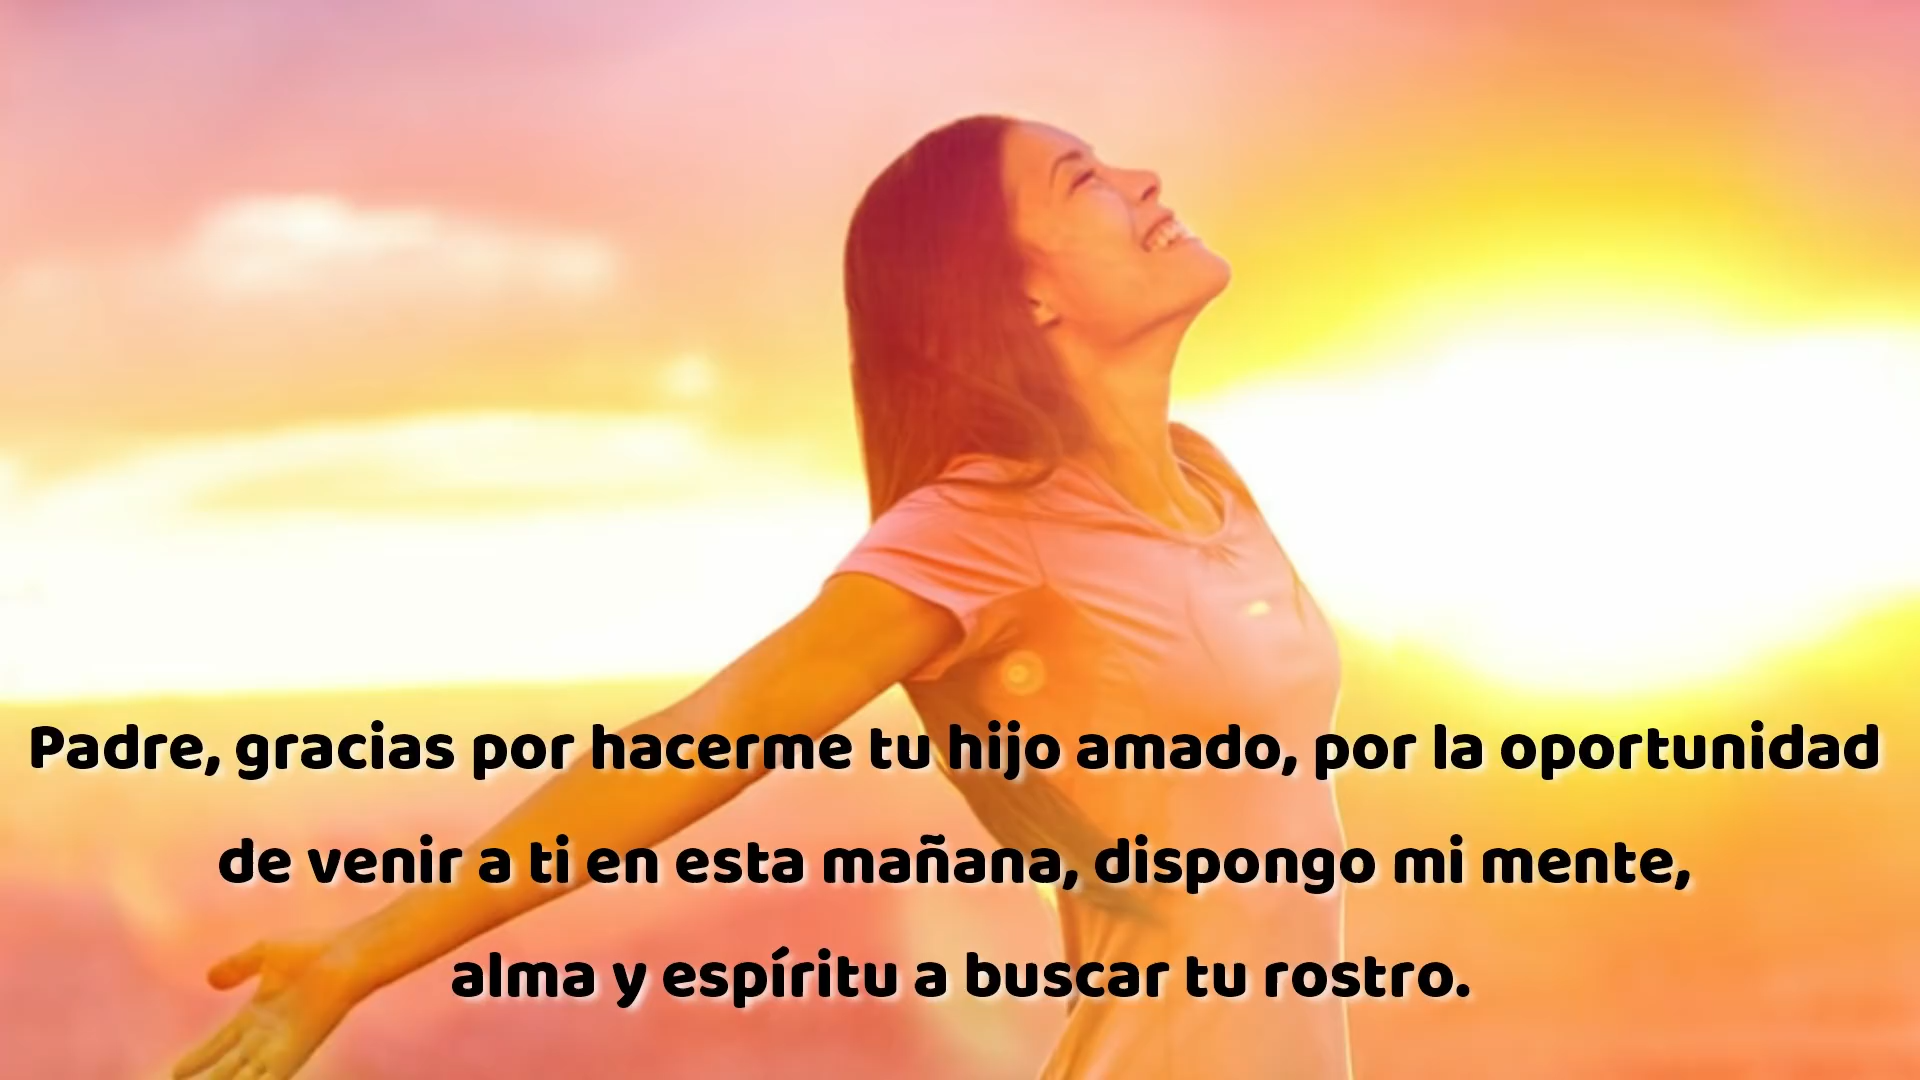 Padre, gracias por hacerme tu hijo amado, por la oportunidad
de venir a ti en esta mañana, dispongo mi mente,
alma y espíritu a buscar tu rostro.